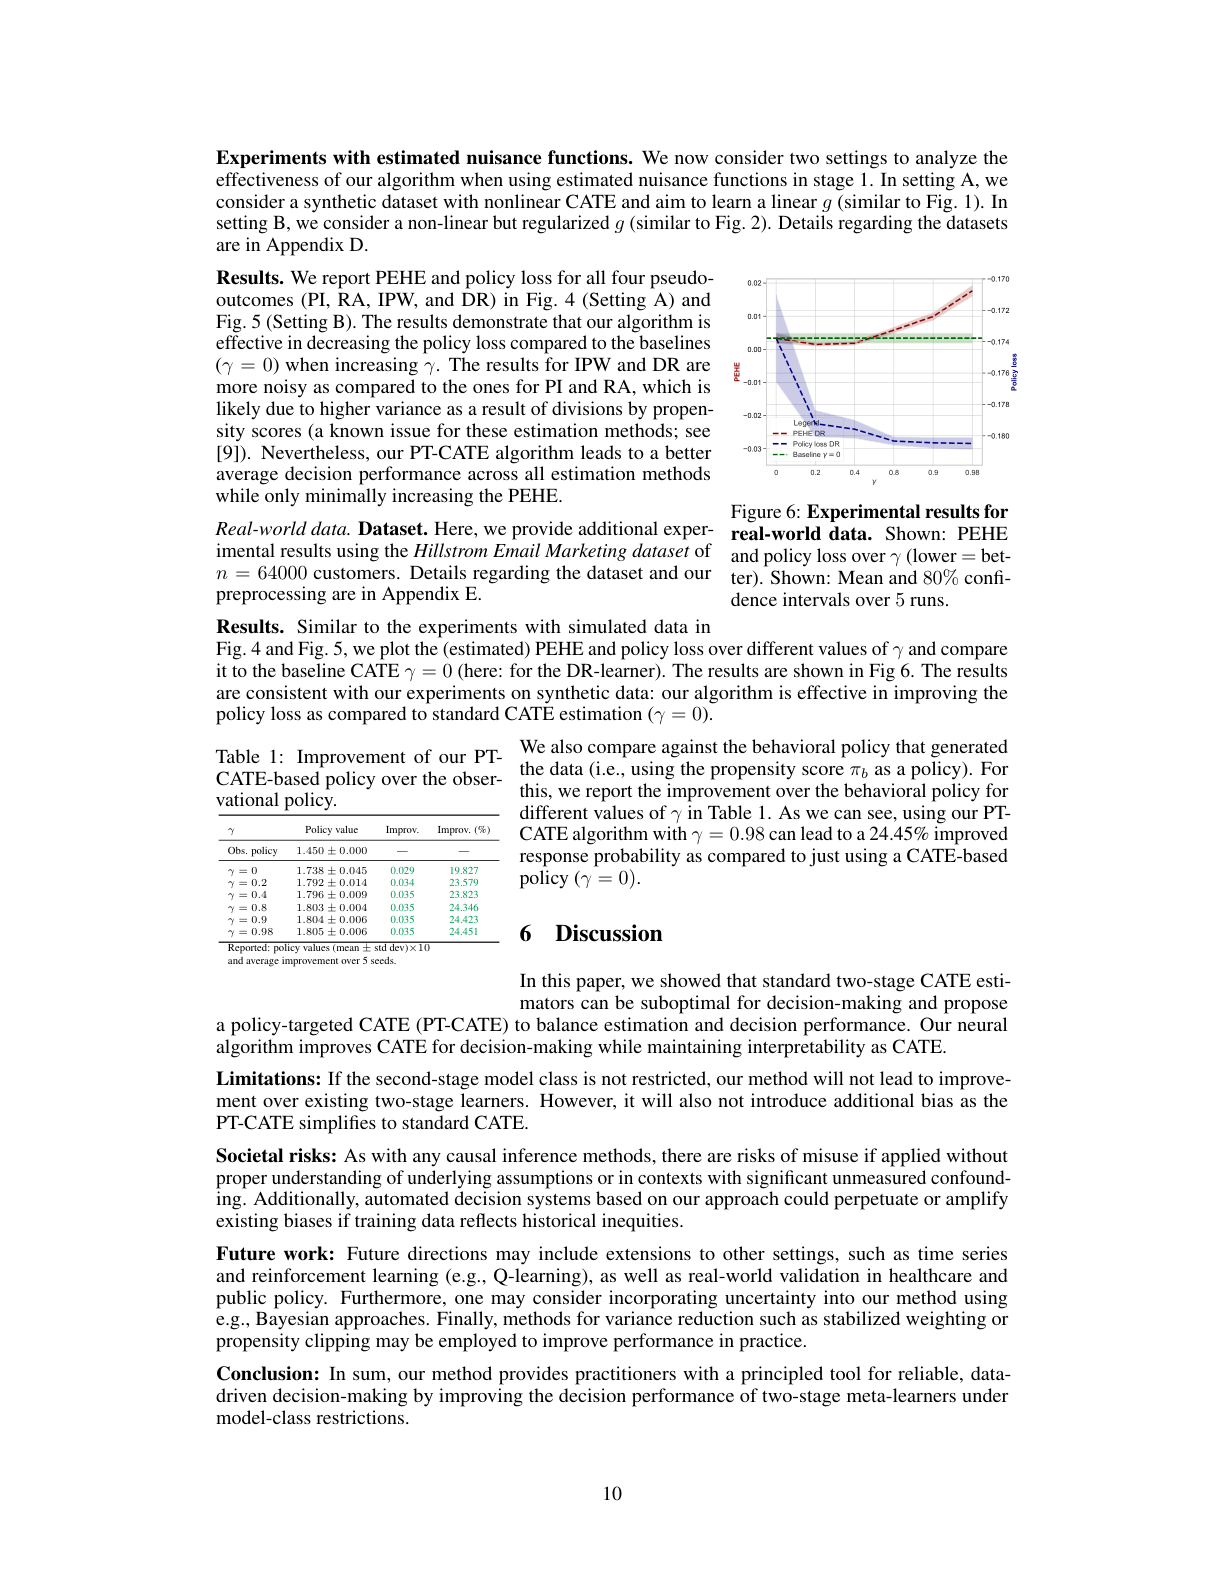 Experiments with estimated nuisance functions. We now consider two settings to analyze the
effectiveness of our algorithm when using estimated nuisance functions in stage 1. In setting A, we
consider a synthetic dataset with nonlinear CATE and aim to learn a linear g (similar to Fig. 1). In
setting B, we consider a non-linear but regularized g (similar to Fig. 2). Details regarding the datasets
are in Appendix D.
Results. We report PEHE and policy loss for all four pseudo-
outcomes (PI, RA, IPW, and DR) in Fig. 4 (Setting A) and
Fig. 5 (Setting B). The results demonstrate that our algorithm is
effective in decreasing the policy loss compared to the baselines
(γ = 0) when increasing γ. The results for IPW and DR are
more noisy as compared to the ones for PI and RA, which is
likely due to higher variance as a result of divisions by propen-
sity scores (a known issue for these estimation methods; see
[9]). Nevertheless, our PT-CATE algorithm leads to a better
average decision performance across all estimation methods
while only minimally increasing the PEHE.
Real-world data. Dataset. Here, we provide additional exper-
imental results using the Hillstrom Email Marketing dataset of
n = 64000 customers. Details regarding the dataset and our
preprocessing are in Appendix E.
0.02
0.01
0.00
−0.01
−0.02
−0.03
PEHE
−0.170
−0.172
−0.174
−0.176
−0.178
−0.180
Policy loss
Legend
PEHE DR
Policy loss DR
Baseline γ = 0
0 0.2 0.4 0.8 0.9 0.98
γ
Figure 6: Experimental results for
real-world data. Shown: PEHE
and policy loss over γ (lower = bet-
ter). Shown: Mean and 80% confi-
dence intervals over 5 runs.
Results. Similar to the experiments with simulated data in
Fig. 4 and Fig. 5, we plot the (estimated) PEHE and policy loss over different values of γ and compare
it to the baseline CATE γ = 0 (here: for the DR-learner). The results are shown in Fig 6. The results
are consistent with our experiments on synthetic data: our algorithm is effective in improving the
policy loss as compared to standard CATE estimation (γ = 0).
Table 1: Improvement of our PT-
CATE-based policy over the obser-
vational policy.
γ Policy value Improv. Improv. (%)
Obs. policy 1.450 ± 0.000 — —
γ = 0 1.738 ± 0.045 0.029 19.827
γ = 0.2 1.792 ± 0.014 0.034 23.579
γ = 0.4 1.796 ± 0.009 0.035 23.823
γ = 0.8 1.803 ± 0.004 0.035 24.346
γ = 0.9 1.804 ± 0.006 0.035 24.423
γ = 0.98 1.805 ± 0.006 0.035 24.451
Reported: policy values (mean ± std dev)×10
and average improvement over 5 seeds.
We also compare against the behavioral policy that generated
the data (i.e., using the propensity score π_b as a policy). For
this, we report the improvement over the behavioral policy for
different values of γ in Table 1. As we can see, using our PT-
CATE algorithm with γ = 0.98 can lead to a 24.45% improved
response probability as compared to just using a CATE-based
policy (γ = 0).
6 Discussion
In this paper, we showed that standard two-stage CATE esti-
mators can be suboptimal for decision-making and propose
a policy-targeted CATE (PT-CATE) to balance estimation and decision performance. Our neural
algorithm improves CATE for decision-making while maintaining interpretability as CATE.
Limitations: If the second-stage model class is not restricted, our method will not lead to improve-
ment over existing two-stage learners. However, it will also not introduce additional bias as the
PT-CATE simplifies to standard CATE.
Societal risks: As with any causal inference methods, there are risks of misuse if applied without
proper understanding of underlying assumptions or in contexts with significant unmeasured confound-
ing. Additionally, automated decision systems based on our approach could perpetuate or amplify
existing biases if training data reflects historical inequities.
Future work: Future directions may include extensions to other settings, such as time series
and reinforcement learning (e.g., Q-learning), as well as real-world validation in healthcare and
public policy. Furthermore, one may consider incorporating uncertainty into our method using
e.g., Bayesian approaches. Finally, methods for variance reduction such as stabilized weighting or
propensity clipping may be employed to improve performance in practice.
Conclusion: In sum, our method provides practitioners with a principled tool for reliable, data-
driven decision-making by improving the decision performance of two-stage meta-learners under
model-class restrictions.
10